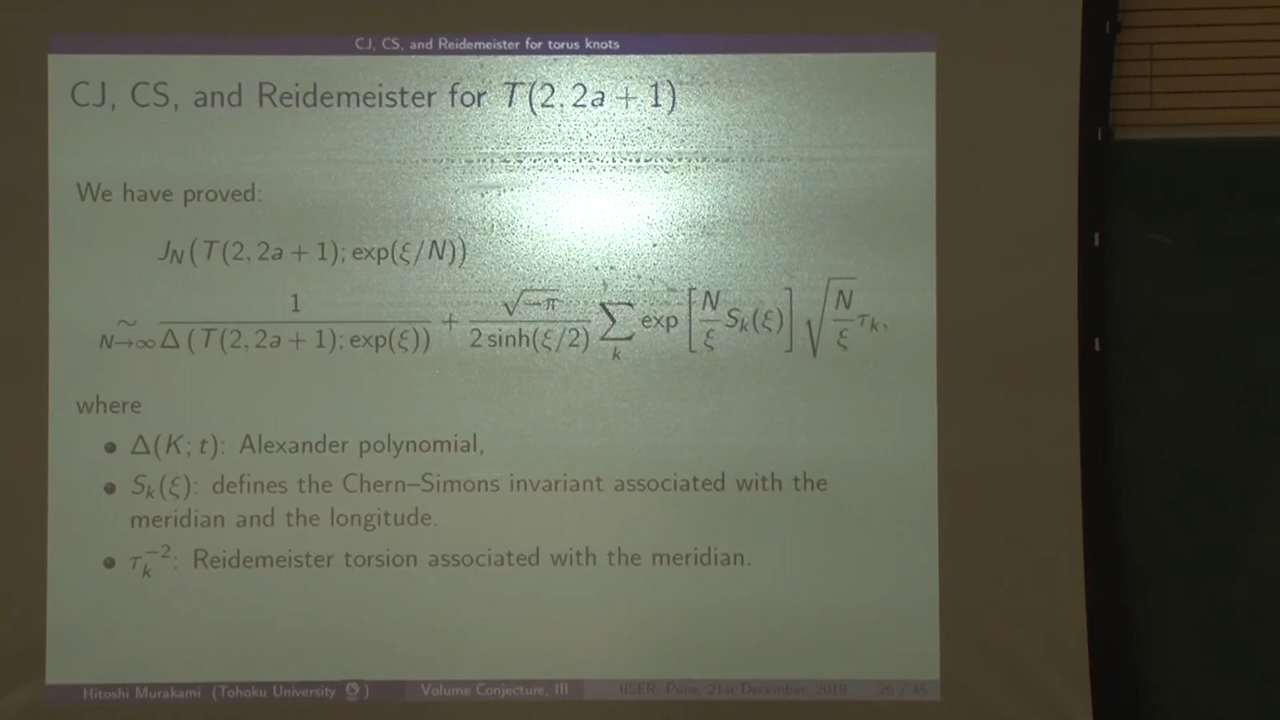 CJ, CS, and Reidemeister for torus knots
CJ, CS, and Reidemeister for T(2, 2a + 1)
We have proved:
J_N(T(2, 2a + 1); exp(ξ/N))
∼_{N→∞} 1/Δ(T(2, 2a + 1); exp(ξ)) + √−π/2 sinh(ξ/2) ∑_k exp[N/ξ S_k(ξ)] √N/ξ τ_k,
where
• Δ(K; t): Alexander polynomial,
• S_k(ξ): defines the Chern–Simons invariant associated with the
meridian and the longitude.
• τ_k^{−2}: Reidemeister torsion associated with the meridian.
Hitoshi Murakami (Tohoku University) Volume Conjecture, III IISER, Pune, 21st December, 2018 26 / 45